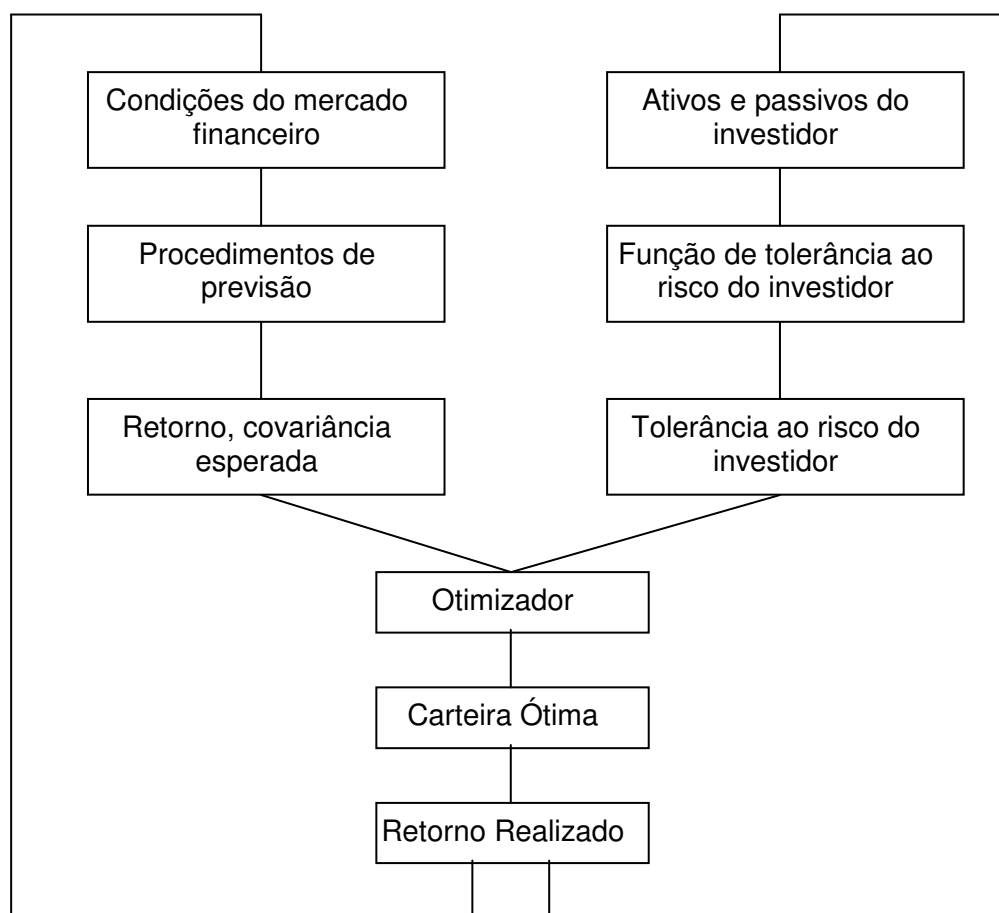 Condições do mercado
financeiro
Ativos e passivos do
investidor
Procedimentos de
previsão
Função de tolerância ao
risco do investidor
Retorno, covariância
esperada
Tolerância ao risco do
investidor
Otimizador
Carteira Ótima
Retorno Realizado